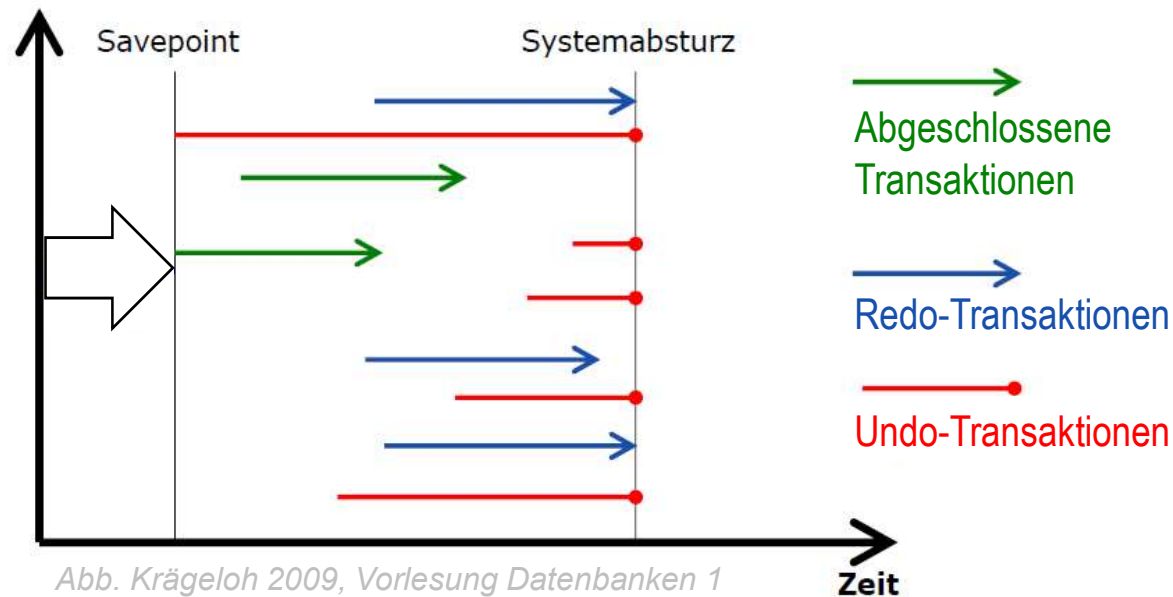 Savepoint
Systemabsturz
Abgeschlossene
Transaktionen
Redo-Transaktionen
Undo-Transaktionen
Abb. Krägeloh 2009, Vorlesung Datenbanken 1
Zeit